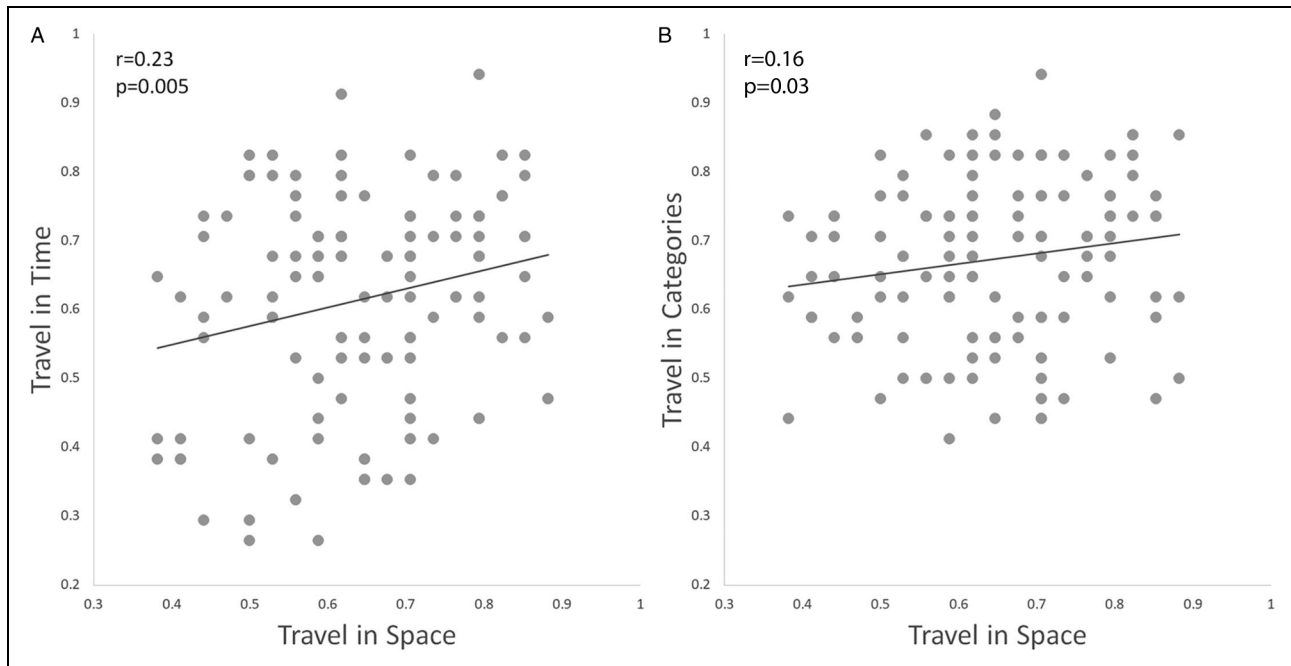 A
r=0.23
p=0.005
Travel in Time
1
0.9
0.8
0.7
0.6
0.5
0.4
0.3
0.2
0.3 0.4 0.5 0.6 0.7 0.8 0.9 1
Travel in Space
B
r=0.16
p=0.03
Travel in Categories
1
0.9
0.8
0.7
0.6
0.5
0.4
0.3
0.2
0.3 0.4 0.5 0.6 0.7 0.8 0.9 1
Travel in Space